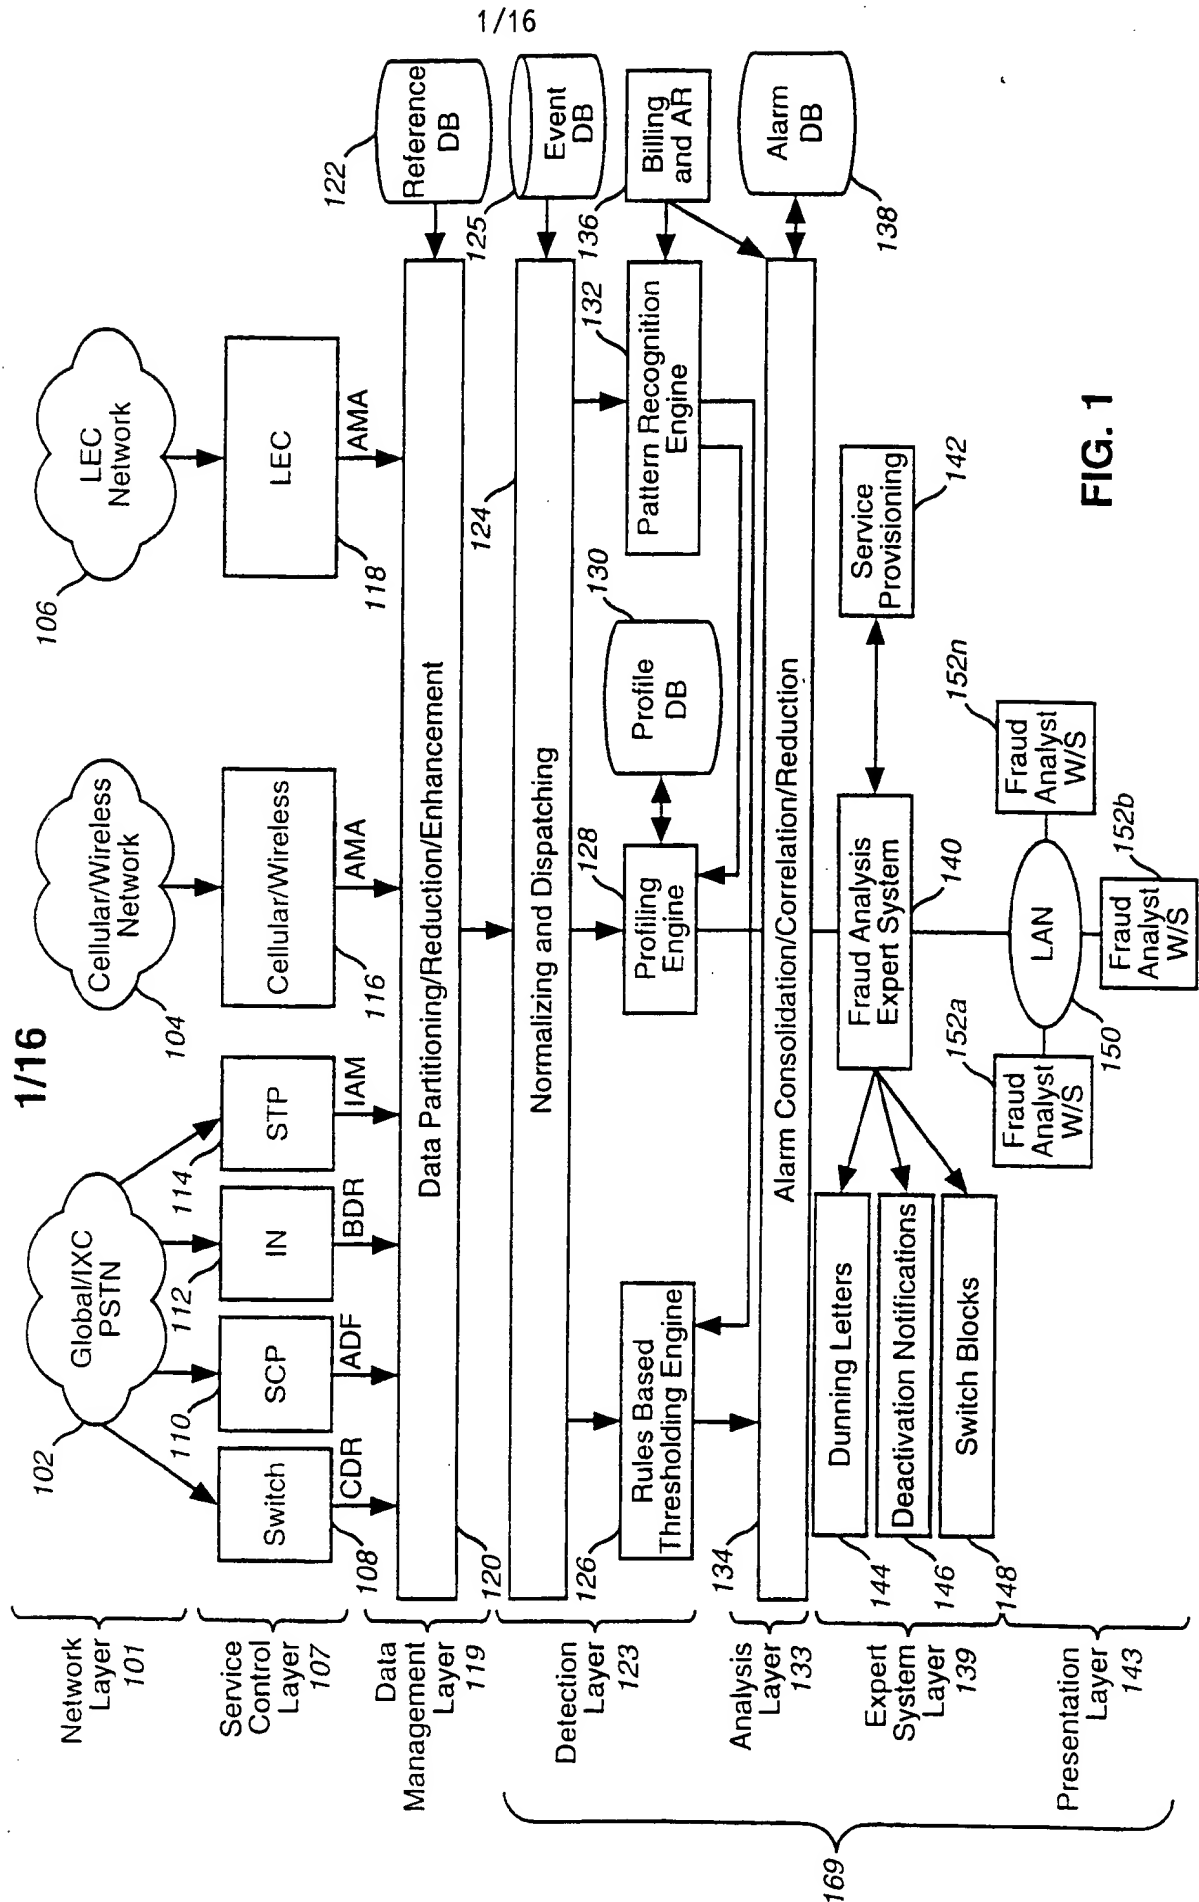 1/16
1/16
Network
Layer
101
Global/IXC
PSTN
102
Cellular/Wireless
Network
104
LEC
Network
106
Service
Control
Layer
107
Switch
108
SCP
110
IN
112
STP
114
Cellular/Wireless
116
LEC
118
CDR
ADF
BDR
IAM
AMA
AMA
Data
Management
Layer
119
Data Partitioning/Reduction/Enhancement
120
Reference
DB
122
Detection
Layer
123
Normalizing and Dispatching
124
Event
DB
125
Rules Based
Thresholding Engine
126
Profiling
Engine
128
Profile
DB
130
Pattern Recognition
Engine
132
Billing
and AR
136
Analysis
Layer
133
Alarm Consolidation/Correlation/Reduction
134
Alarm
DB
138
Expert
System
Layer
139
Dunning Letters
144
Deactivation Notifications
146
Switch Blocks
148
Fraud Analysis
Expert System
140
Service
Provisioning
142
Presentation
Layer
143
Fraud
Analyst
W/S
152a
LAN
150
Fraud
Analyst
W/S
152b
Fraud
Analyst
W/S
152n
169
FIG. 1